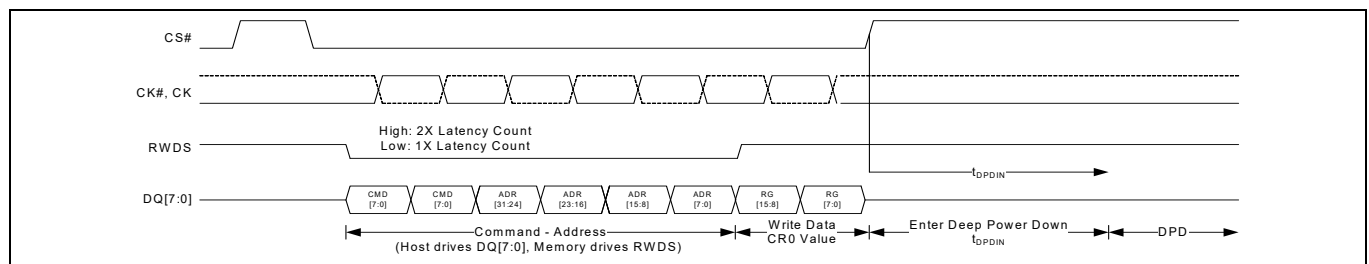 CS#
CK#, CK
High: 2X Latency Count
Low: 1X Latency Count
RWDS
tDPDIN
DQ[7:0]
CMD [7:0]
CMD [7:0]
ADR [31:24]
ADR [23:16]
ADR [15:8]
ADR [7:0]
RG [15:8]
RG [7:0]
Command - Address
(Host drives DQ[7:0], Memory drives RWDS)
Write Data
CR0 Value
Enter Deep Power Down
tDPDIN
DPD